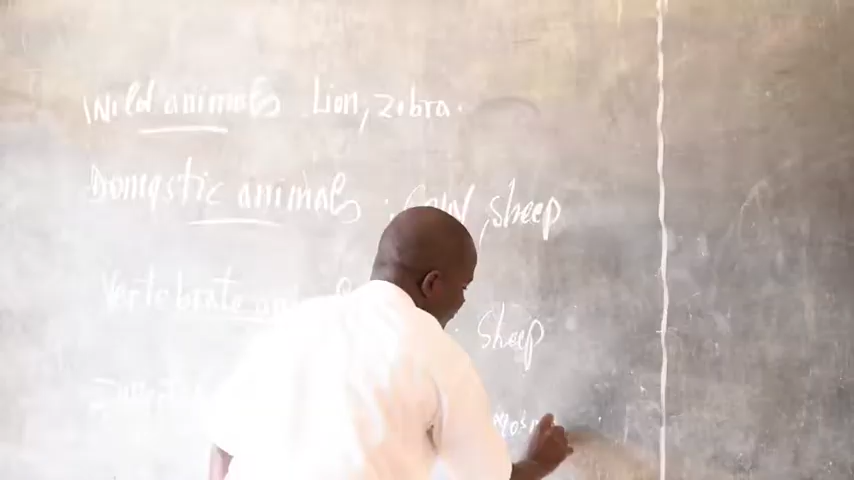 Wild animals Lion, zebra.
Domestic animals : Cow, sheep
Vertebrate Sheep